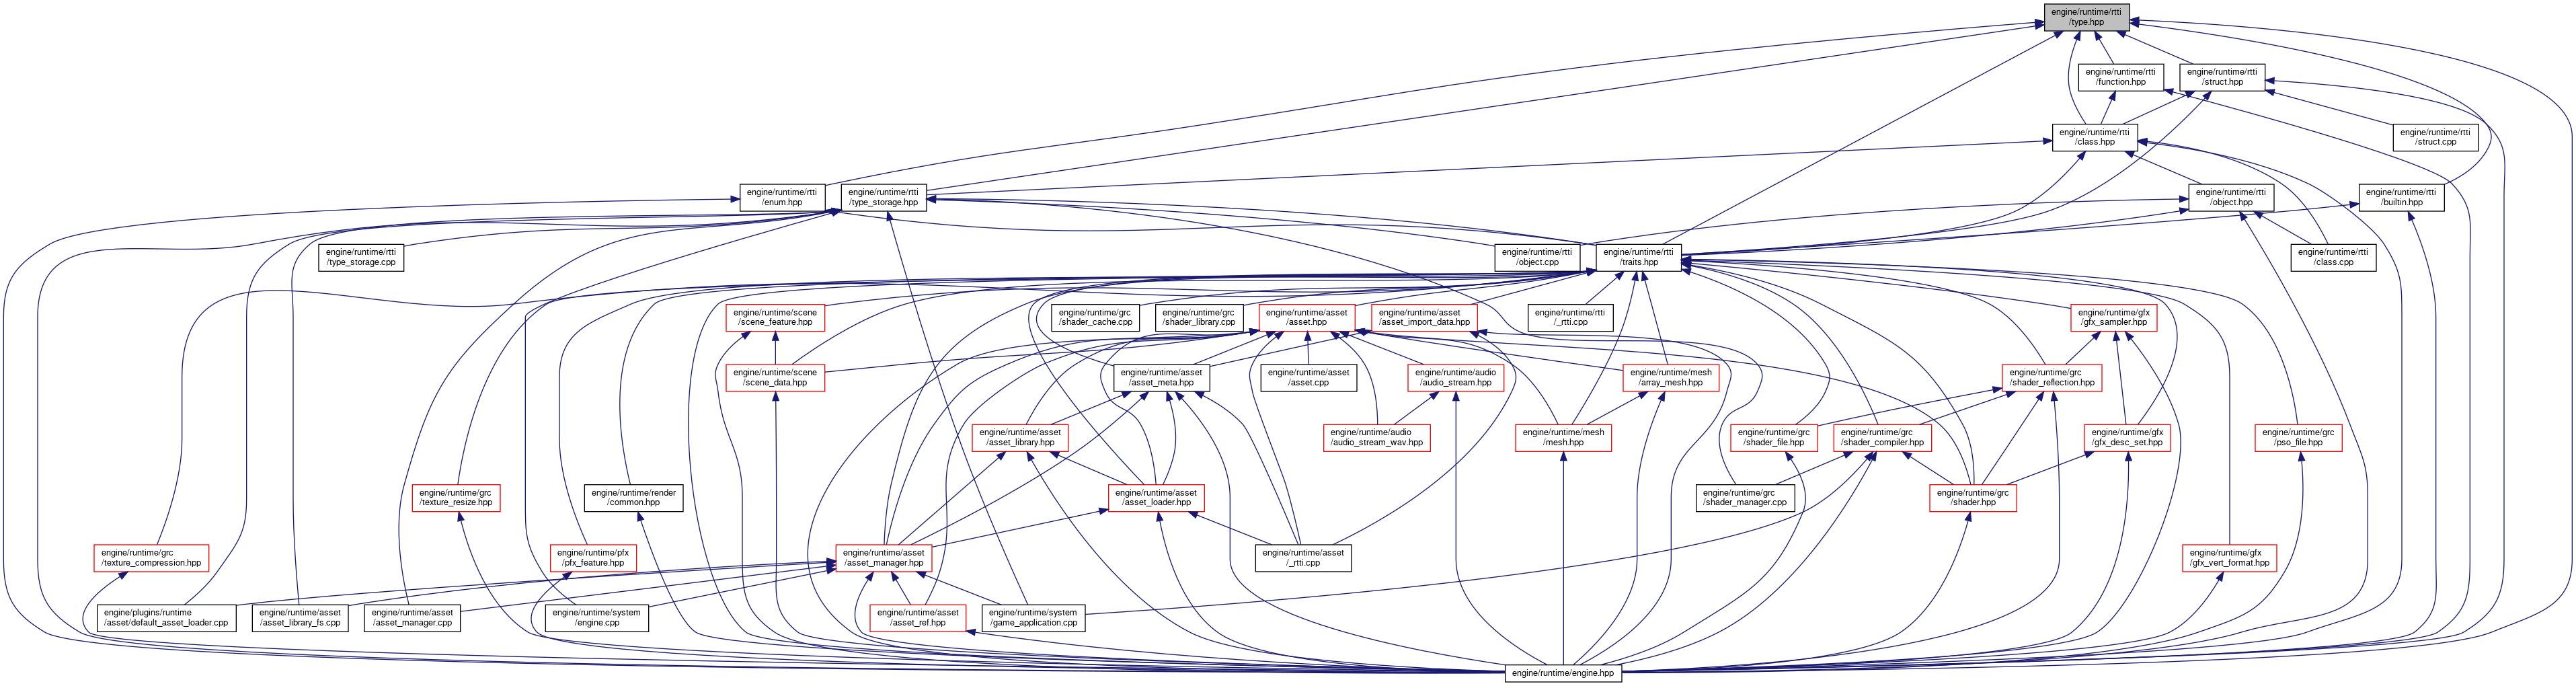 engine/runtime/rtti
/type.hpp
engine/runtime/rtti
/function.hpp
engine/runtime/rtti
/struct.hpp
engine/runtime/rtti
/class.hpp
engine/runtime/rtti
/struct.cpp
engine/runtime/rtti
/enum.hpp
engine/runtime/rtti
/type_storage.hpp
engine/runtime/rtti
/object.hpp
engine/runtime/rtti
/builtin.hpp
engine/runtime/rtti
/type_storage.cpp
engine/runtime/rtti
/object.cpp
engine/runtime/rtti
/traits.hpp
engine/runtime/rtti
/class.cpp
engine/runtime/scene
/scene_feature.hpp
engine/runtime/grc
/shader_cache.cpp
engine/runtime/grc
/shader_library.cpp
engine/runtime/asset
/asset.hpp
engine/runtime/asset
/asset_import_data.hpp
engine/runtime/rtti
/_rtti.cpp
engine/runtime/gfx
/gfx_sampler.hpp
engine/runtime/scene
/scene_data.hpp
engine/runtime/asset
/asset_meta.hpp
engine/runtime/asset
/asset.cpp
engine/runtime/audio
/audio_stream.hpp
engine/runtime/mesh
/array_mesh.hpp
engine/runtime/grc
/shader_reflection.hpp
engine/runtime/asset
/asset_library.hpp
engine/runtime/audio
/audio_stream_wav.hpp
engine/runtime/mesh
/mesh.hpp
engine/runtime/grc
/shader_file.hpp
engine/runtime/grc
/shader_compiler.hpp
engine/runtime/gfx
/gfx_desc_set.hpp
engine/runtime/grc
/pso_file.hpp
engine/runtime/grc
/texture_resize.hpp
engine/runtime/render
/common.hpp
engine/runtime/asset
/asset_loader.hpp
engine/runtime/grc
/shader_manager.cpp
engine/runtime/grc
/shader.hpp
engine/runtime/grc
/texture_compression.hpp
engine/runtime/pfx
/pfx_feature.hpp
engine/runtime/asset
/asset_manager.hpp
engine/runtime/asset
/_rtti.cpp
engine/runtime/gfx
/gfx_vert_format.hpp
engine/plugins/runtime
/asset/default_asset_loader.cpp
engine/runtime/asset
/asset_library_fs.cpp
engine/runtime/asset
/asset_manager.cpp
engine/runtime/system
/engine.cpp
engine/runtime/asset
/asset_ref.hpp
engine/runtime/system
/game_application.cpp
engine/runtime/engine.hpp